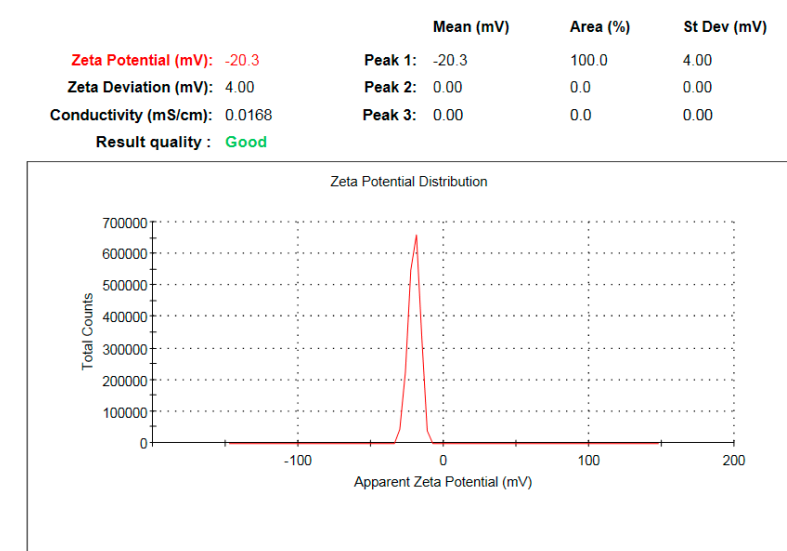 Mean (mV) Area (%) St Dev (mV)
Zeta Potential (mV): -20.3 Peak 1: -20.3 100.0 4.00
Zeta Deviation (mV): 4.00 Peak 2: 0.00 0.0 0.00
Conductivity (mS/cm): 0.0168 Peak 3: 0.00 0.0 0.00
Result quality : Good
Zeta Potential Distribution
700000
600000
500000
400000
300000
200000
100000
0
Total Counts
-100 0 100 200
Apparent Zeta Potential (mV)